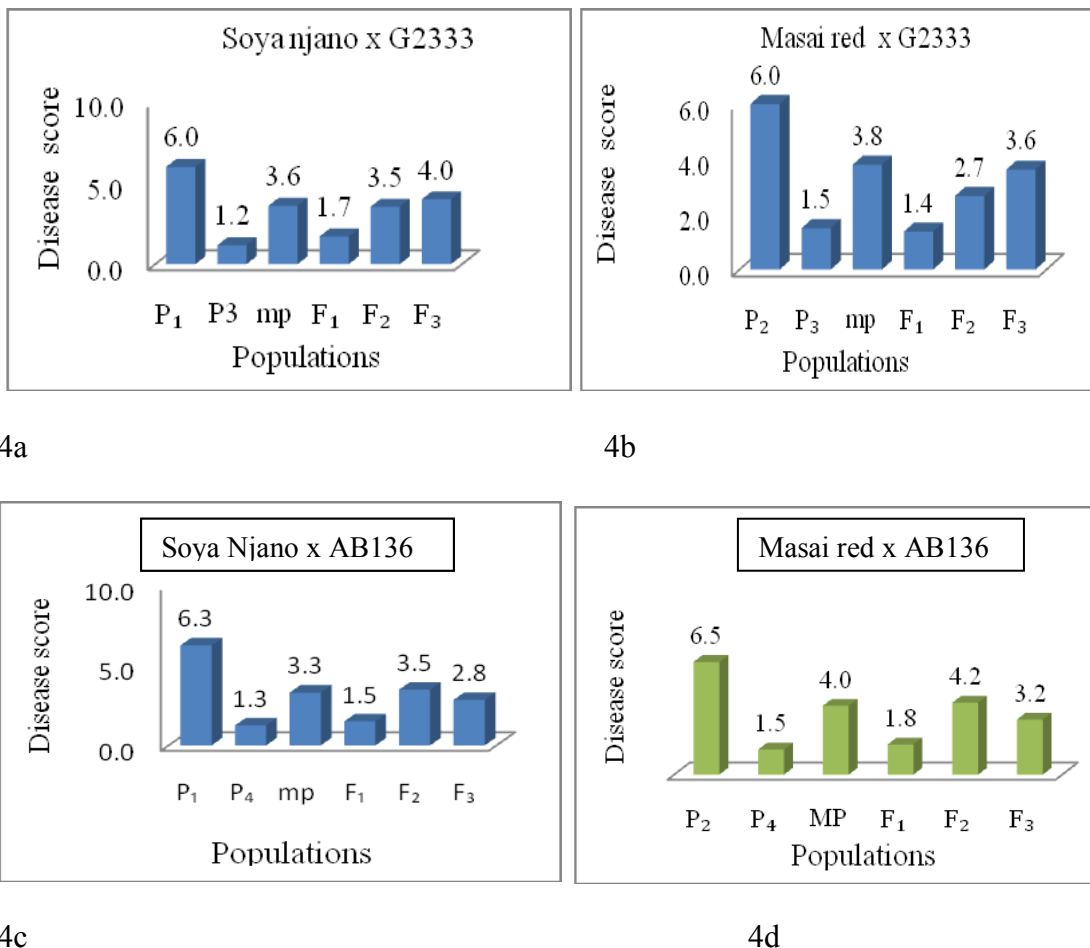 Soya njano x G2333
Disease score
10.0
5.0
0.0
6.0
1.2
3.6
1.7
3.5
4.0
P₁ P3 mp F₁ F₂ F₃
Populations
Masai red x G2333
Disease score
6.0
4.0
2.0
0.0
6.0
1.5
3.8
1.4
2.7
3.6
P₂ P₃ mp F₁ F₂ F₃
Populations
4a
4b
Soya Njano x AB136
Disease score
10.0
5.0
0.0
6.3
1.3
3.3
1.5
3.5
2.8
P₁ P₄ mp F₁ F₂ F₃
Populations
Masai red x AB136
Disease score
6.5
1.5
4.0
1.8
4.2
3.2
P₂ P₄ MP F₁ F₂ F₃
Populations
4c
4d